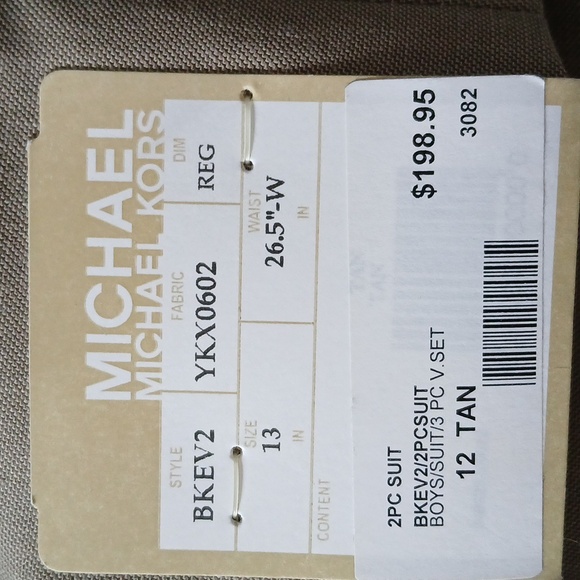 MICHAEL
MICHAEL KORS
STYLE FABRIC DIM
BKEV2 YKX0602 REG
SIZE WAIST
13 26.5"-W
IN IN
CONTENT
2PC SUIT $198.95
BKEV2/2PCSUIT
BOYS/SUIT/3 PC V.SET 3082
12 TAN